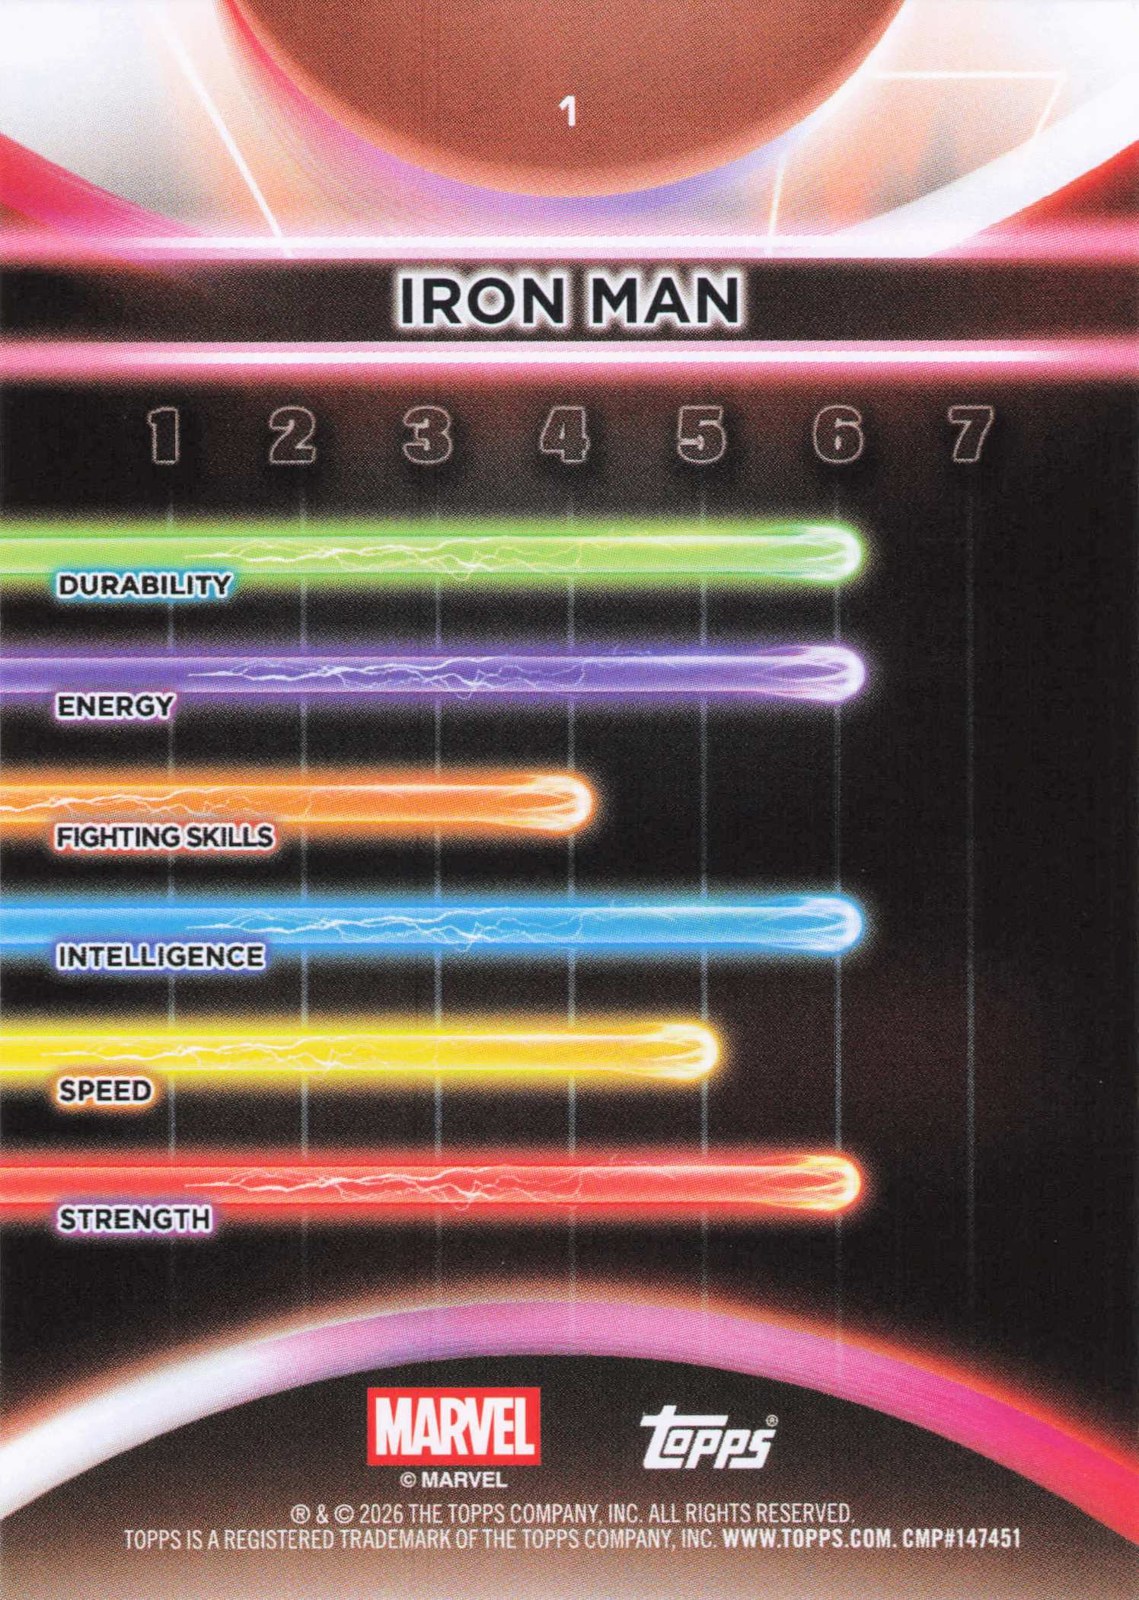 1
IRON MAN
1 2 3 4 5 6 7
DURABILITY
ENERGY
FIGHTING SKILLS
INTELLIGENCE
SPEED
STRENGTH
MARVEL
© MARVEL
Topps®
® & © 2026 THE TOPPS COMPANY, INC. ALL RIGHTS RESERVED.
TOPPS IS A REGISTERED TRADEMARK OF THE TOPPS COMPANY, INC. WWW.TOPPS.COM. CMP#147451